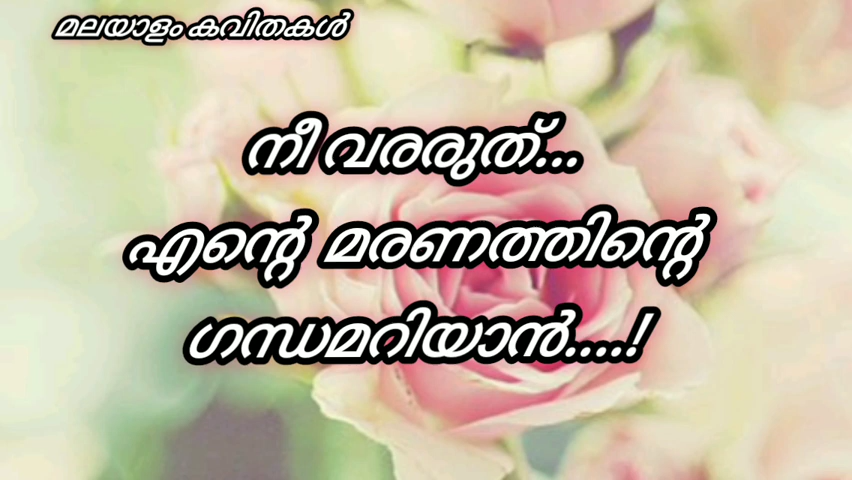 മലയാളം കവിതകൾ
നീ വരരുത്...
എന്റെ മരണത്തിന്റെ
ഗന്ധമറിയാൻ....!